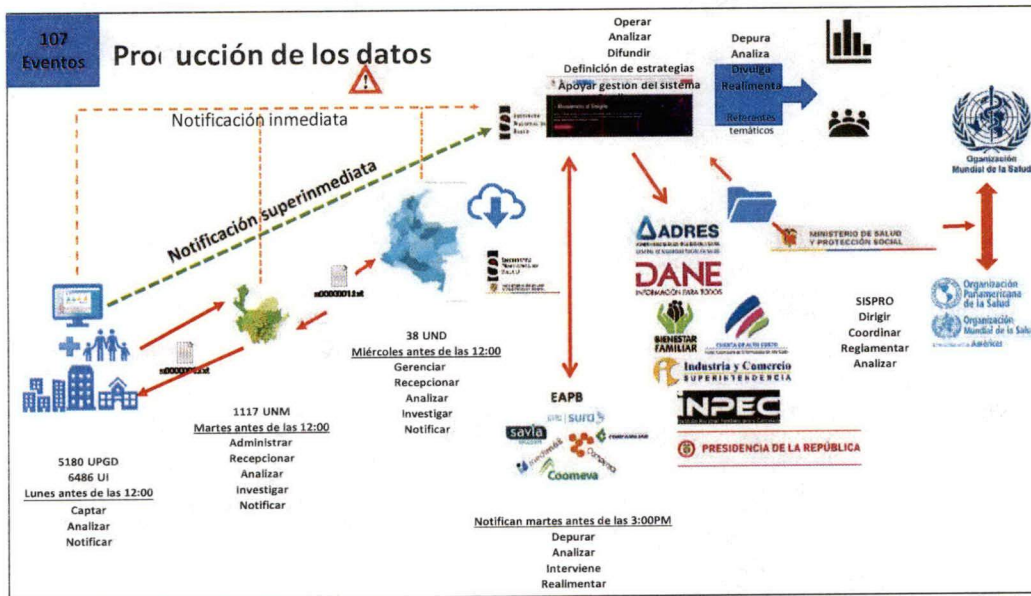 107
Eventos
Pro ucción de los datos
Notificación inmediata
Notificación superinmediata
Operar
Analizar
Difundir
Definición de estrategias
Apoyar gestión del sistema
Depura
Analiza
Divulga
Realimenta
Referentes
temáticos
Organización
Mundial de la Salud
ADRES
DANE
INFORMACIÓN PARA TODOS
BIENESTAR
FAMILIAR
Industria y Comercio
SUPERINTENDENCIA
INPEC
PRESIDENCIA DE LA REPÚBLICA
MINISTERIO DE SALUD
Y PROTECCIÓN SOCIAL
SISPRO
Dirigir
Coordinar
Reglamentar
Analizar
Organización
Panamericana
de la Salud
Organización
Mundial de la Salud
Américas
5180 UPGD
6486 UI
Lunes antes de las 12:00
Captar
Analizar
Notificar
1117 UNM
Martes antes de las 12:00
Administrar
Recepcionar
Analizar
Investigar
Notificar
38 UND
Miércoles antes de las 12:00
Gerenciar
Recepcionar
Analizar
Investigar
Notificar
EAPB
sura
savia
Coomeva
Notifican martes antes de las 3:00PM
Depurar
Analizar
Interviene
Realimentar